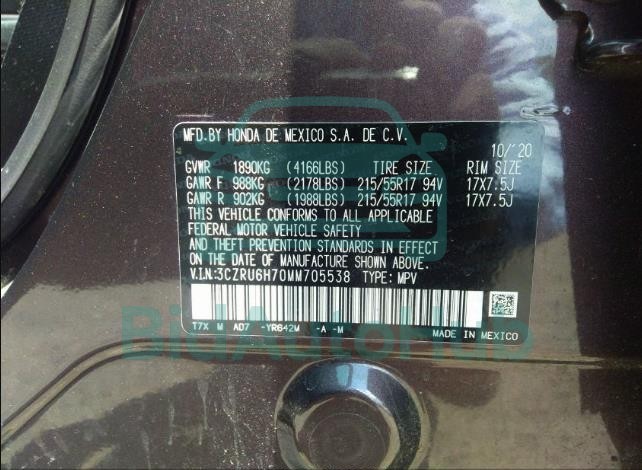 MFD.BY HONDA DE MEXICO S.A. DE C.V.
10/'20
GVWR 1890KG (4166LBS) TIRE SIZE RIM SIZE
GAWR F 988KG (2178LBS) 215/55R17 94V 17X7.5J
GAWR R 902KG (1988LBS) 215/55R17 94V 17X7.5J
THIS VEHICLE CONFORMS TO ALL APPLICABLE
FEDERAL MOTOR VEHICLE SAFETY
AND THEFT PREVENTION STANDARDS IN EFFECT
ON THE DATE OF MANUFACTURE SHOWN ABOVE.
V.I.N:3CZRU6H70MM705538 TYPE: MPV
T7X M AD7 -YR642M -A -M MADE IN MEXICO
BidAutoHub